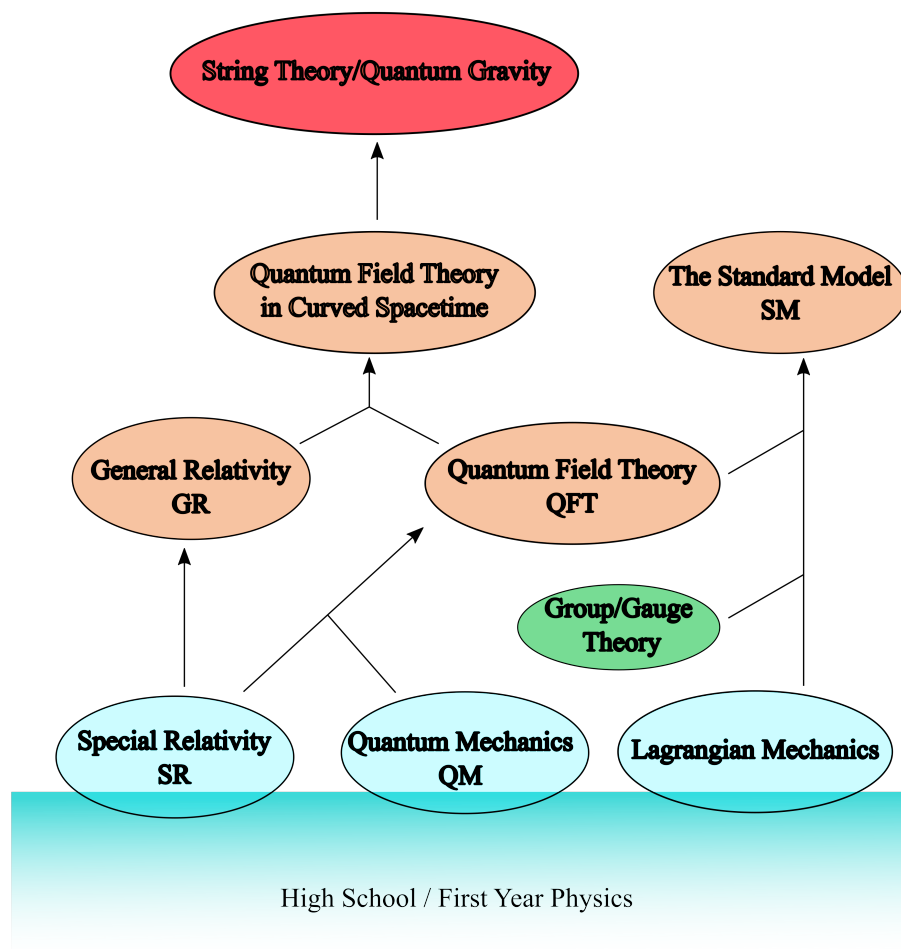 String Theory/Quantum Gravity
Quantum Field Theory
in Curved Spacetime
The Standard Model
SM
General Relativity
GR
Quantum Field Theory
QFT
Group/Gauge
Theory
Special Relativity
SR
Quantum Mechanics
QM
Lagrangian Mechanics
High School / First Year Physics